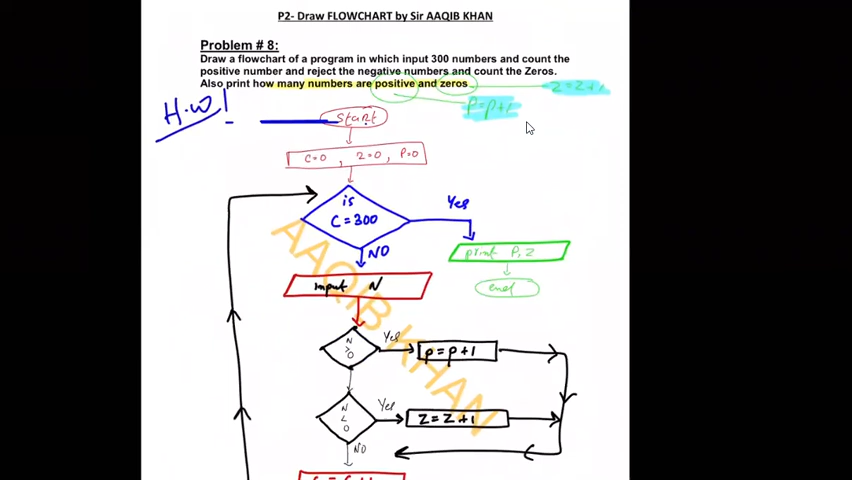 P2- Draw FLOWCHART by Sir AAQIB KHAN
Problem # 8:
Draw a flowchart of a program in which input 300 numbers and count the
positive number and reject the negative numbers and count the Zeros.
Also print how many numbers are positive and zeros
Z=Z+1
P=P+1
H.W!
Start
C=0 , Z=0 , P=0
is
C=300
Yes
NO
print P, Z
end
input N
N
>
0
Yes
P=P+1
N
<
0
Yes
Z=Z+1
NO
AAQIB KHAN